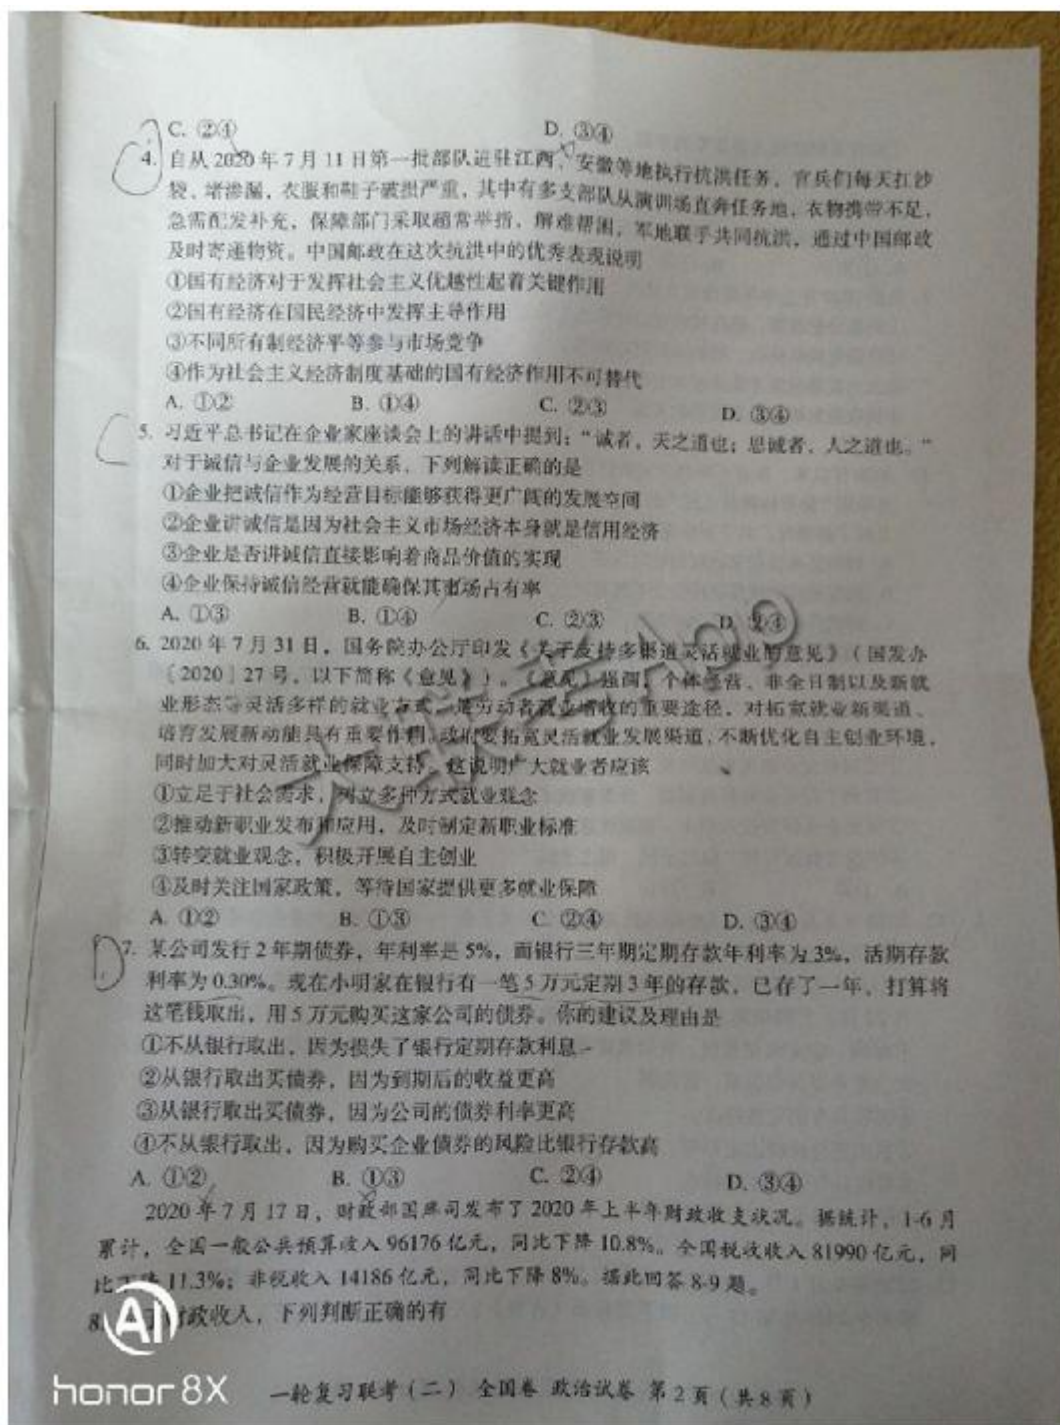 C. ②④ D. ③④
4. 自从2020年7月11日第一批部队进驻江西、安徽等地执行抗洪任务，官兵们每天扛沙
袋、堵渗漏，衣服和鞋子破损严重，其中有多支部队从演训场直奔任务地，衣物携带不足，
急需配发补充，保障部门采取超常举措，解难帮困，军地联手共同抗洪，通过中国邮政
及时寄递物资。中国邮政在这次抗洪中的优秀表现说明
①国有经济对于发挥社会主义优越性起着关键作用
②国有经济在国民经济中发挥主导作用
③不同所有制经济平等参与市场竞争
④作为社会主义经济制度基础的国有经济作用不可替代
A. ①② B. ①④ C. ②③ D. ③④
5. 习近平总书记在企业家座谈会上的讲话中提到：“诚者，天之道也；思诚者，人之道也。”
对于诚信与企业发展的关系，下列解读正确的是
①企业把诚信作为经营目标能够获得更广阔的发展空间
②企业讲诚信是因为社会主义市场经济本身就是信用经济
③企业是否讲诚信直接影响着商品价值的实现
④企业保持诚信经营就能确保其市场占有率
A. ①③ B. ①④ C. ②③ D. ②④
6. 2020年7月31日，国务院办公厅印发《关于支持多渠道灵活就业的意见》（国发办
〔2020〕27号，以下简称《意见》）。《意见》强调，个体经营、非全日制以及新就
业形态等灵活多样的就业方式，是劳动者就业增收的重要途径，对拓宽就业新渠道、
培育发展新动能具有重要作用。政府要拓宽灵活就业发展渠道，不断优化自主创业环境，
同时加大对灵活就业保障支持。这说明广大就业者应该
①立足于社会需求，树立多种方式就业观念
②推动新职业发布和应用，及时制定新职业标准
③转变就业观念，积极开展自主创业
④及时关注国家政策，等待国家提供更多就业保障
A. ①② B. ①③ C. ②④ D. ③④
7. 某公司发行2年期债券，年利率是5%，而银行三年期定期存款年利率为3%，活期存款
利率为0.30%。现在小明家在银行有一笔5万元定期3年的存款，已存了一年，打算将
这笔钱取出，用5万元购买这家公司的债券。你的建议及理由是
①不从银行取出，因为损失了银行定期存款利息
②从银行取出买债券，因为到期后的收益更高
③从银行取出买债券，因为公司的债券利率更高
④不从银行取出，因为购买企业债券的风险比银行存款高
A. ①② B. ①③ C. ②④ D. ③④
2020年7月17日，财政部国库司发布了2020年上半年财政收支状况。据统计，1-6月
累计，全国一般公共预算收入96176亿元，同比下降10.8%。全国税收收入81990亿元，同
比下降11.3%；非税收入14186亿元，同比下降8%。据此回答8-9题。
8. 财政收入，下列判断正确的有
Ai
honor 8X
一轮复习联考（二） 全国卷 政治试卷 第2页（共8页）